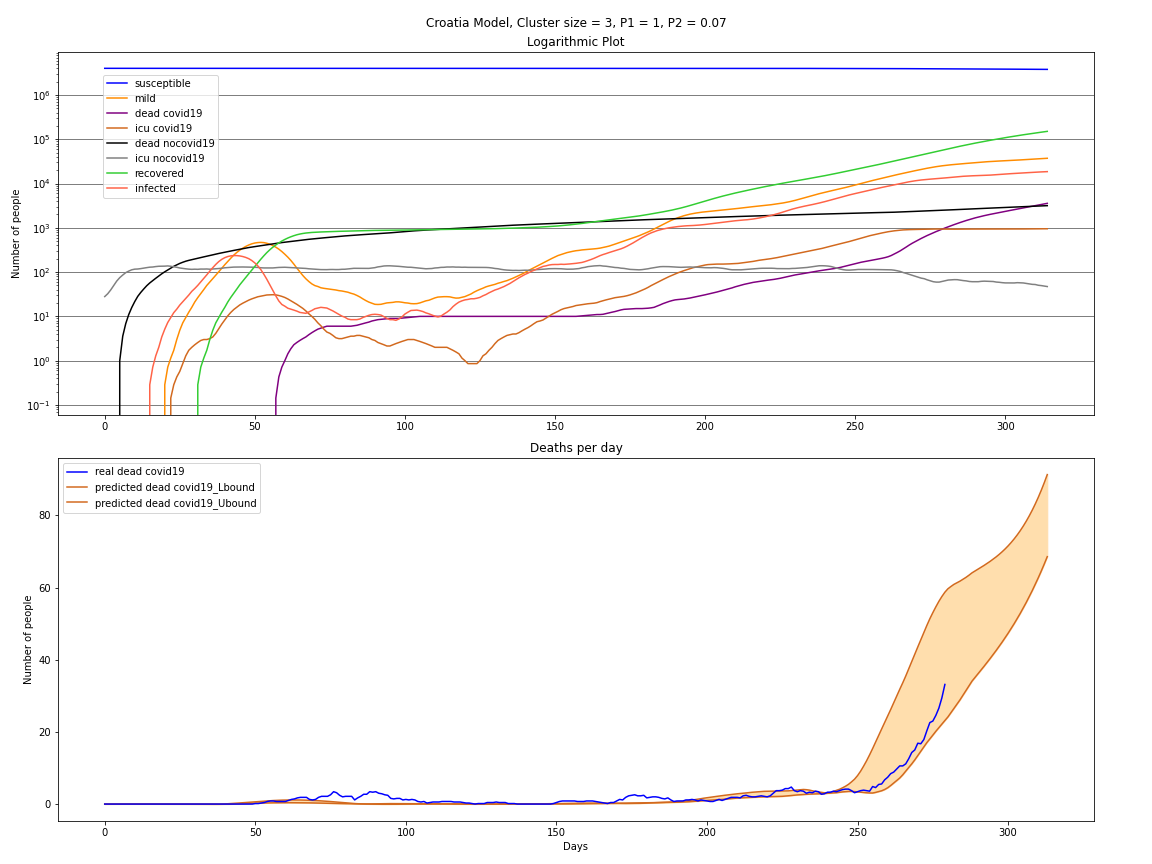 Croatia Model, Cluster size = 3, P1 = 1, P2 = 0.07
Logarithmic Plot
susceptible
mild
dead covid19
icu covid19
dead nocovid19
icu nocovid19
recovered
infected
Number of people
10⁶
10⁵
10⁴
10³
10²
10¹
10⁰
10⁻¹
0 50 100 150 200 250 300
Deaths per day
real dead covid19
predicted dead covid19_Lbound
predicted dead covid19_Ubound
Number of people
80
60
40
20
0
0 50 100 150 200 250 300
Days